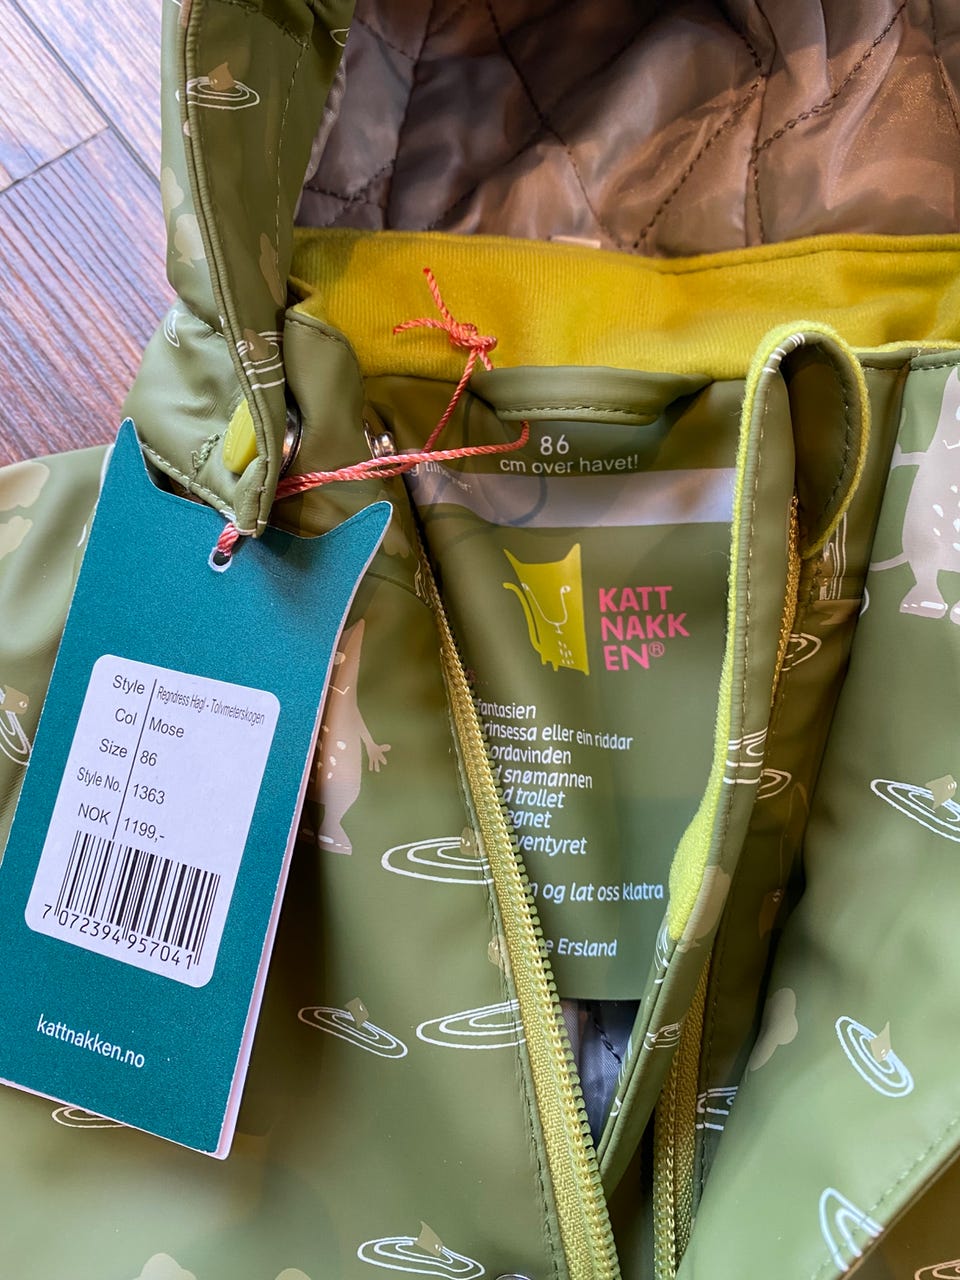 86
cm over havet!
KATT
NAKK
EN®
fantasien
rinsessa eller ein riddar
ordavinden
snømannen
d trollet
egnet
ventyret
og lat oss klatra
Ersland
Style Regndress Hagl - Tolvmeterskogen
Col Mose
Size 86
Style No. 1363
NOK 1199,-
7 072394 957041
kattnakken.no